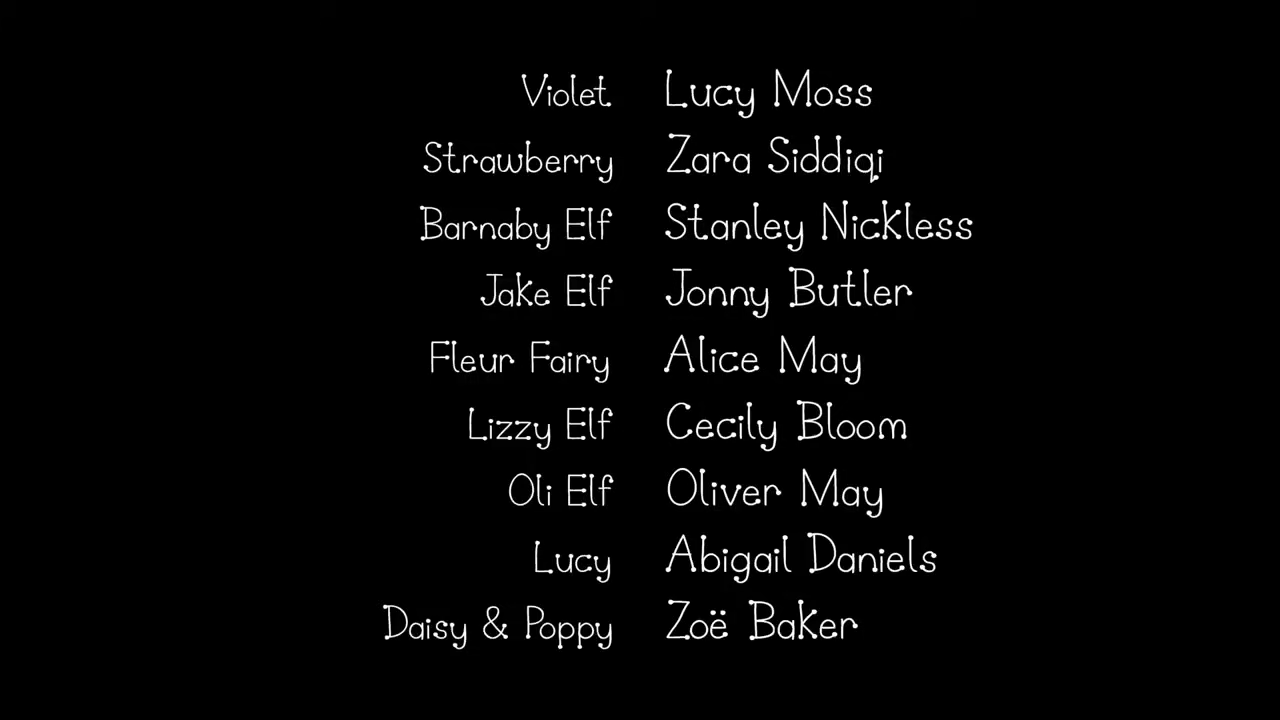 Violet Lucy Moss
Strawberry Zara Siddiqi
Barnaby Elf Stanley Nickless
Jake Elf Jonny Butler
Fleur Fairy Alice May
Lizzy Elf Cecily Bloom
Oli Elf Oliver May
Lucy Abigail Daniels
Daisy & Poppy Zoë Baker